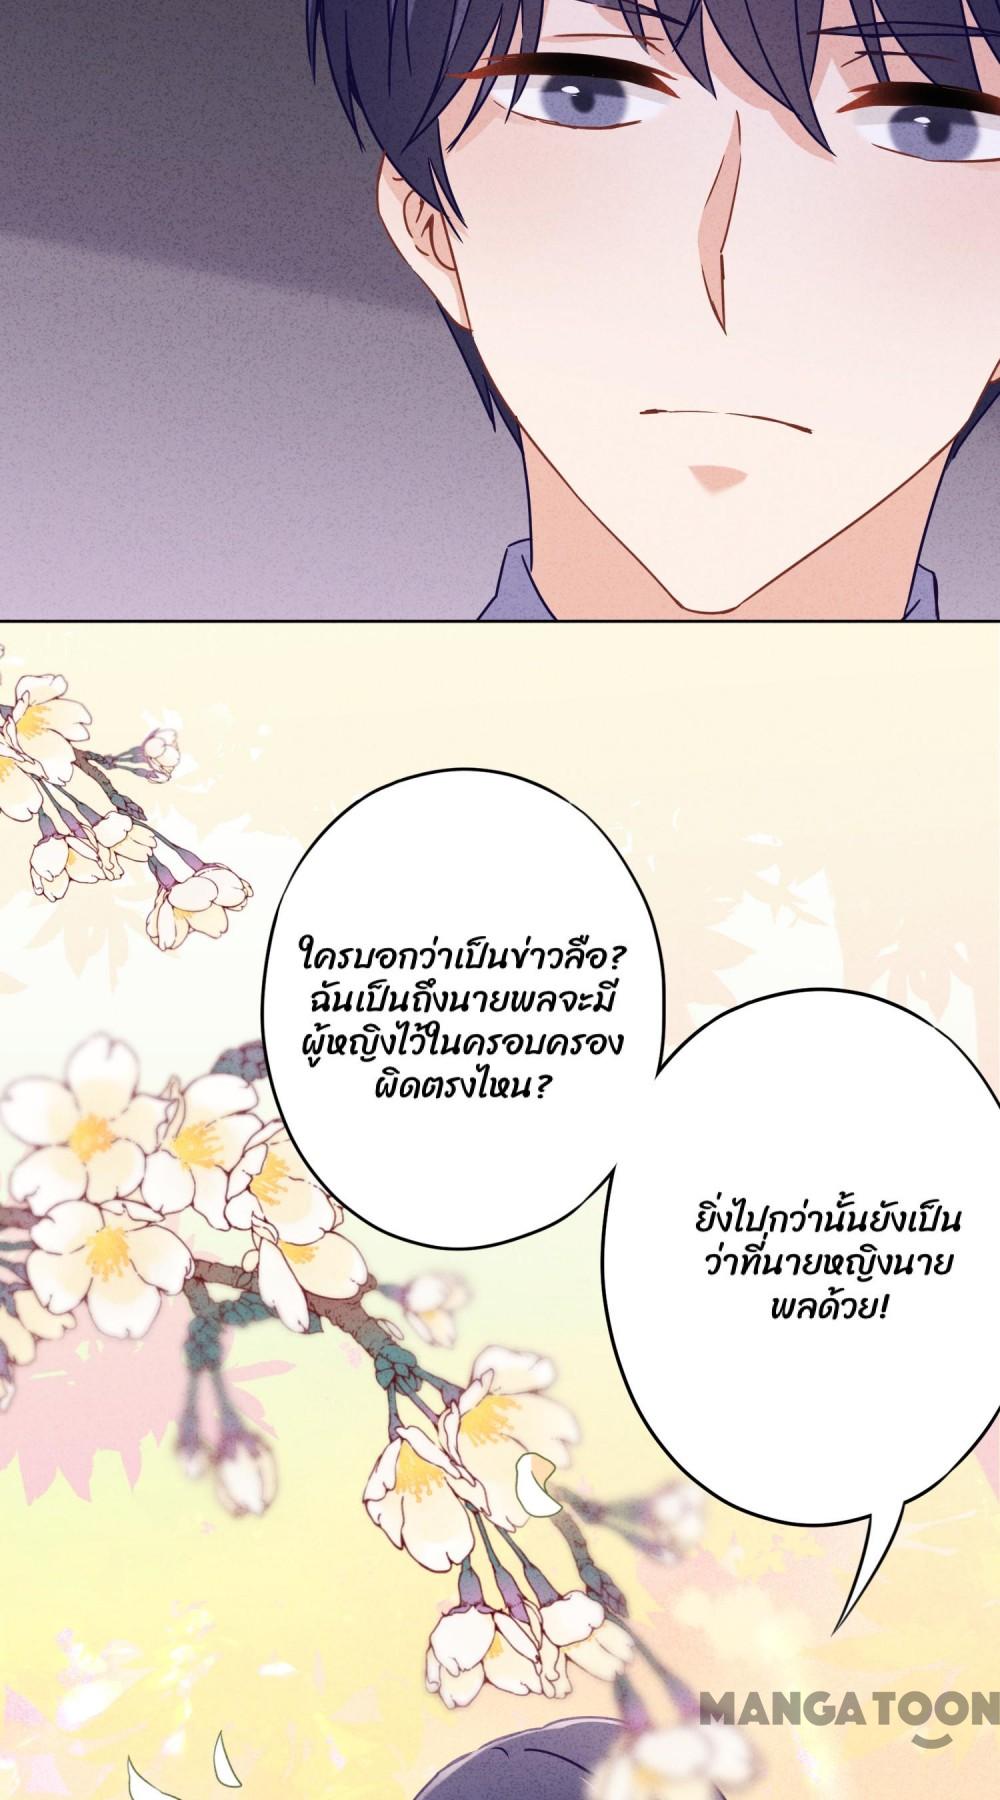 ใครบอกว่าเป็นข่าวลือ?
ฉันเป็นถึงนายพลจะมี
ผู้หญิงไว้ในครอบครอง
ผิดตรงไหน?
ยิ่งไปกว่านั้นยังเป็น
ว่าที่นายหญิงนาย
พลด้วย!
MANGATOON